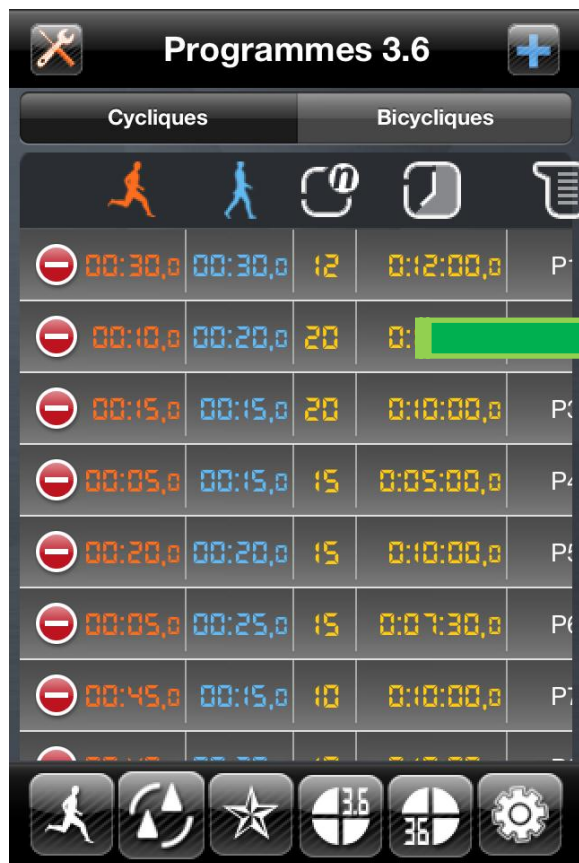 Programmes 3.6
Cycliques Bicycliques
n
00:30,0 00:30,0 12 0:12:00,0 P1
00:10,0 00:20,0 20 0:
00:15,0 00:15,0 20 0:10:00,0 P3
00:05,0 00:15,0 15 0:05:00,0 P4
00:20,0 00:20,0 15 0:10:00,0 P5
00:05,0 00:25,0 15 0:07:30,0 P6
00:45,0 00:15,0 10 0:10:00,0 P7
3.6 36